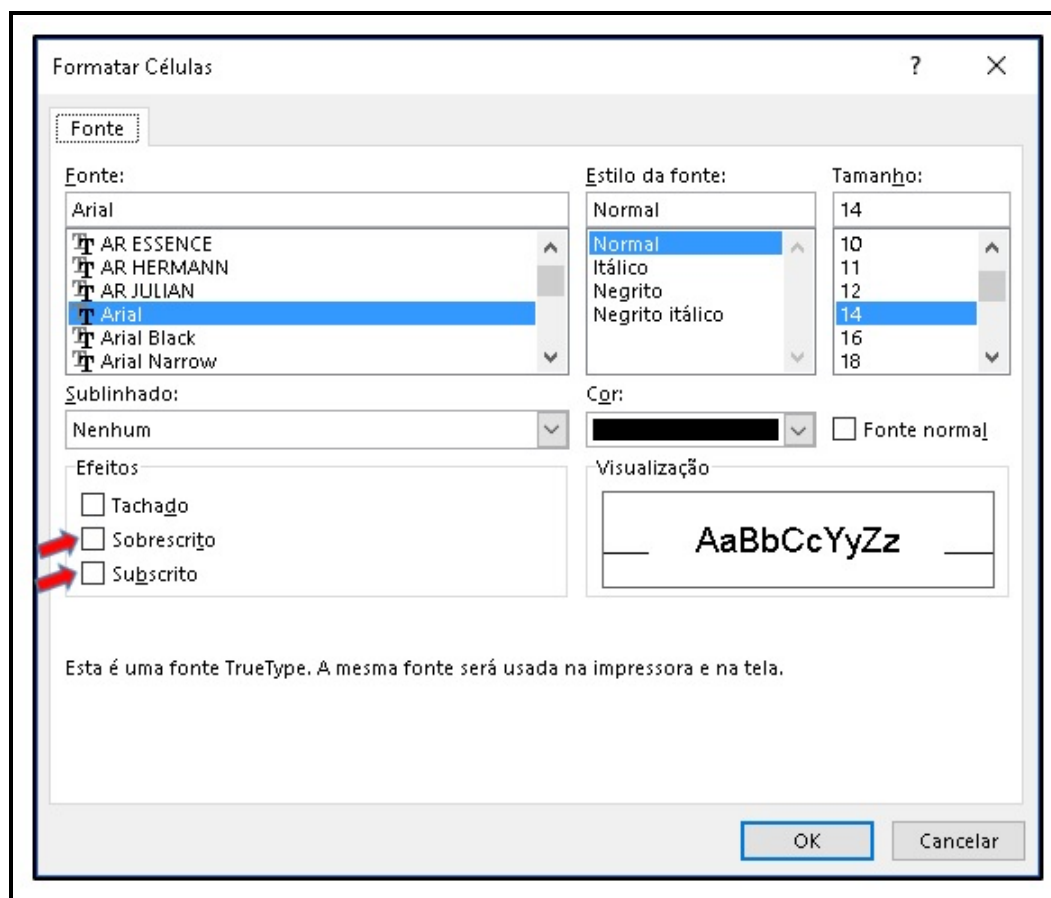 Formatar Células ?
Fonte
Fonte: Estilo da fonte: Tamanho:
Arial Normal 14
AR ESSENCE Normal 10
AR HERMANN Itálico 11
AR JULIAN Negrito 12
Arial Negrito itálico 14
Arial Black 16
Arial Narrow 18
Sublinhado: Cor:
Nenhum Fonte normal
Efeitos Visualização
Tachado
Sobrescrito AaBbCcYyZz
Subscrito
Esta é uma fonte TrueType. A mesma fonte será usada na impressora e na tela.
OK Cancelar